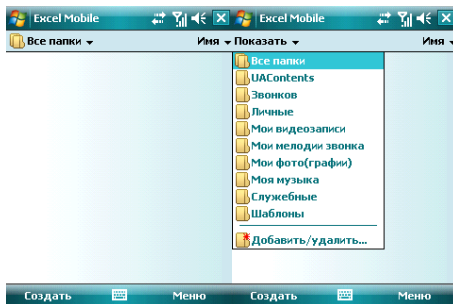 Excel Mobile
Все папки
Имя
Создать
Меню
Excel Mobile
Показать
Имя
Все папки
UAContents
Звонков
Личные
Мои видеозаписи
Мои мелодии звонка
Мои фото(графии)
Моя музыка
Служебные
Шаблоны
Добавить/удалить...
Создать
Меню